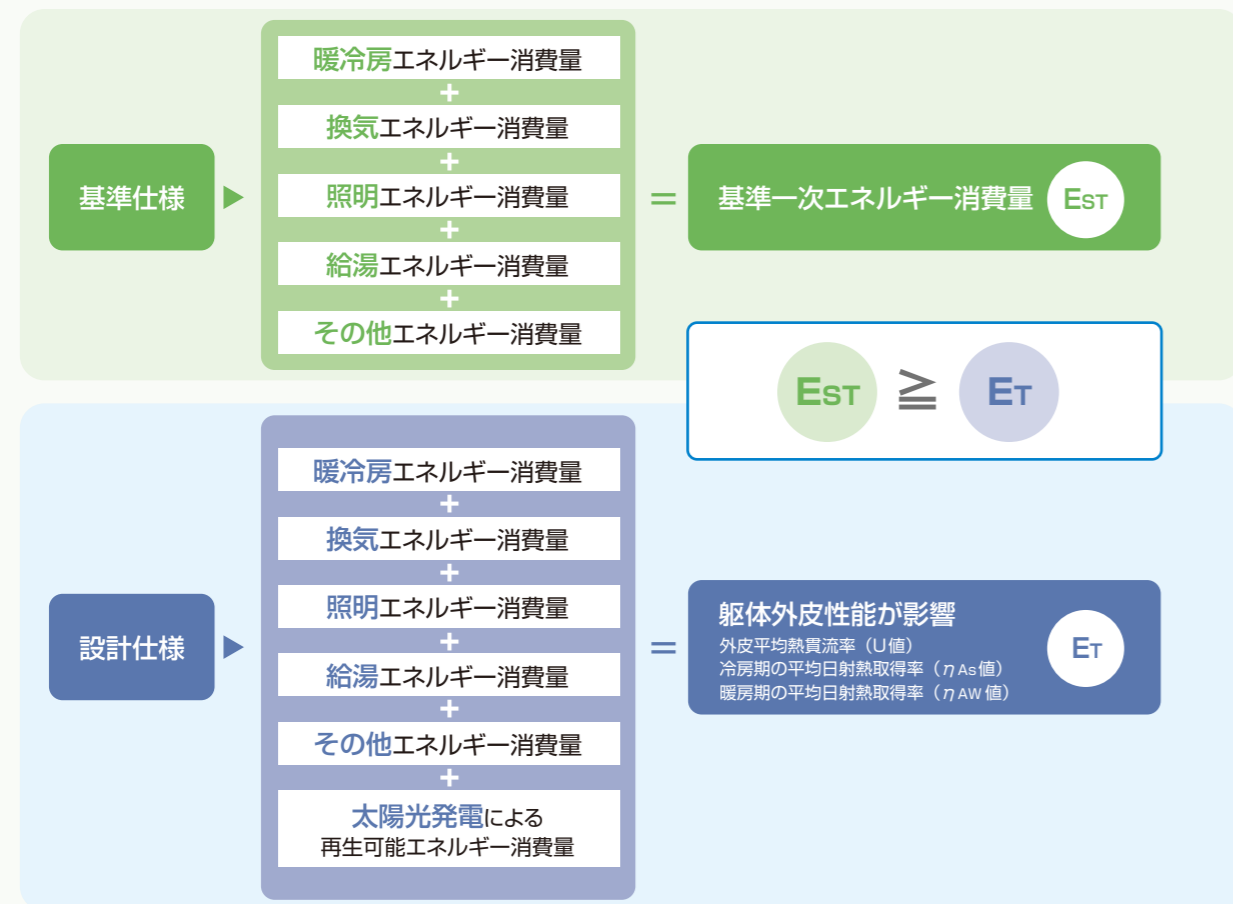 基準仕様
暖冷房エネルギー消費量
+
換気エネルギー消費量
+
照明エネルギー消費量
+
給湯エネルギー消費量
+
その他エネルギー消費量
=
基準一次エネルギー消費量 EST
EST ≧ ET
設計仕様
暖冷房エネルギー消費量
+
換気エネルギー消費量
+
照明エネルギー消費量
+
給湯エネルギー消費量
+
その他エネルギー消費量
+
太陽光発電による
再生可能エネルギー消費量
=
躯体外皮性能が影響
外皮平均熱貫流率（U値）
冷房期の平均日射熱取得率（ηAs値）
暖房期の平均日射熱取得率（ηAW値）
ET